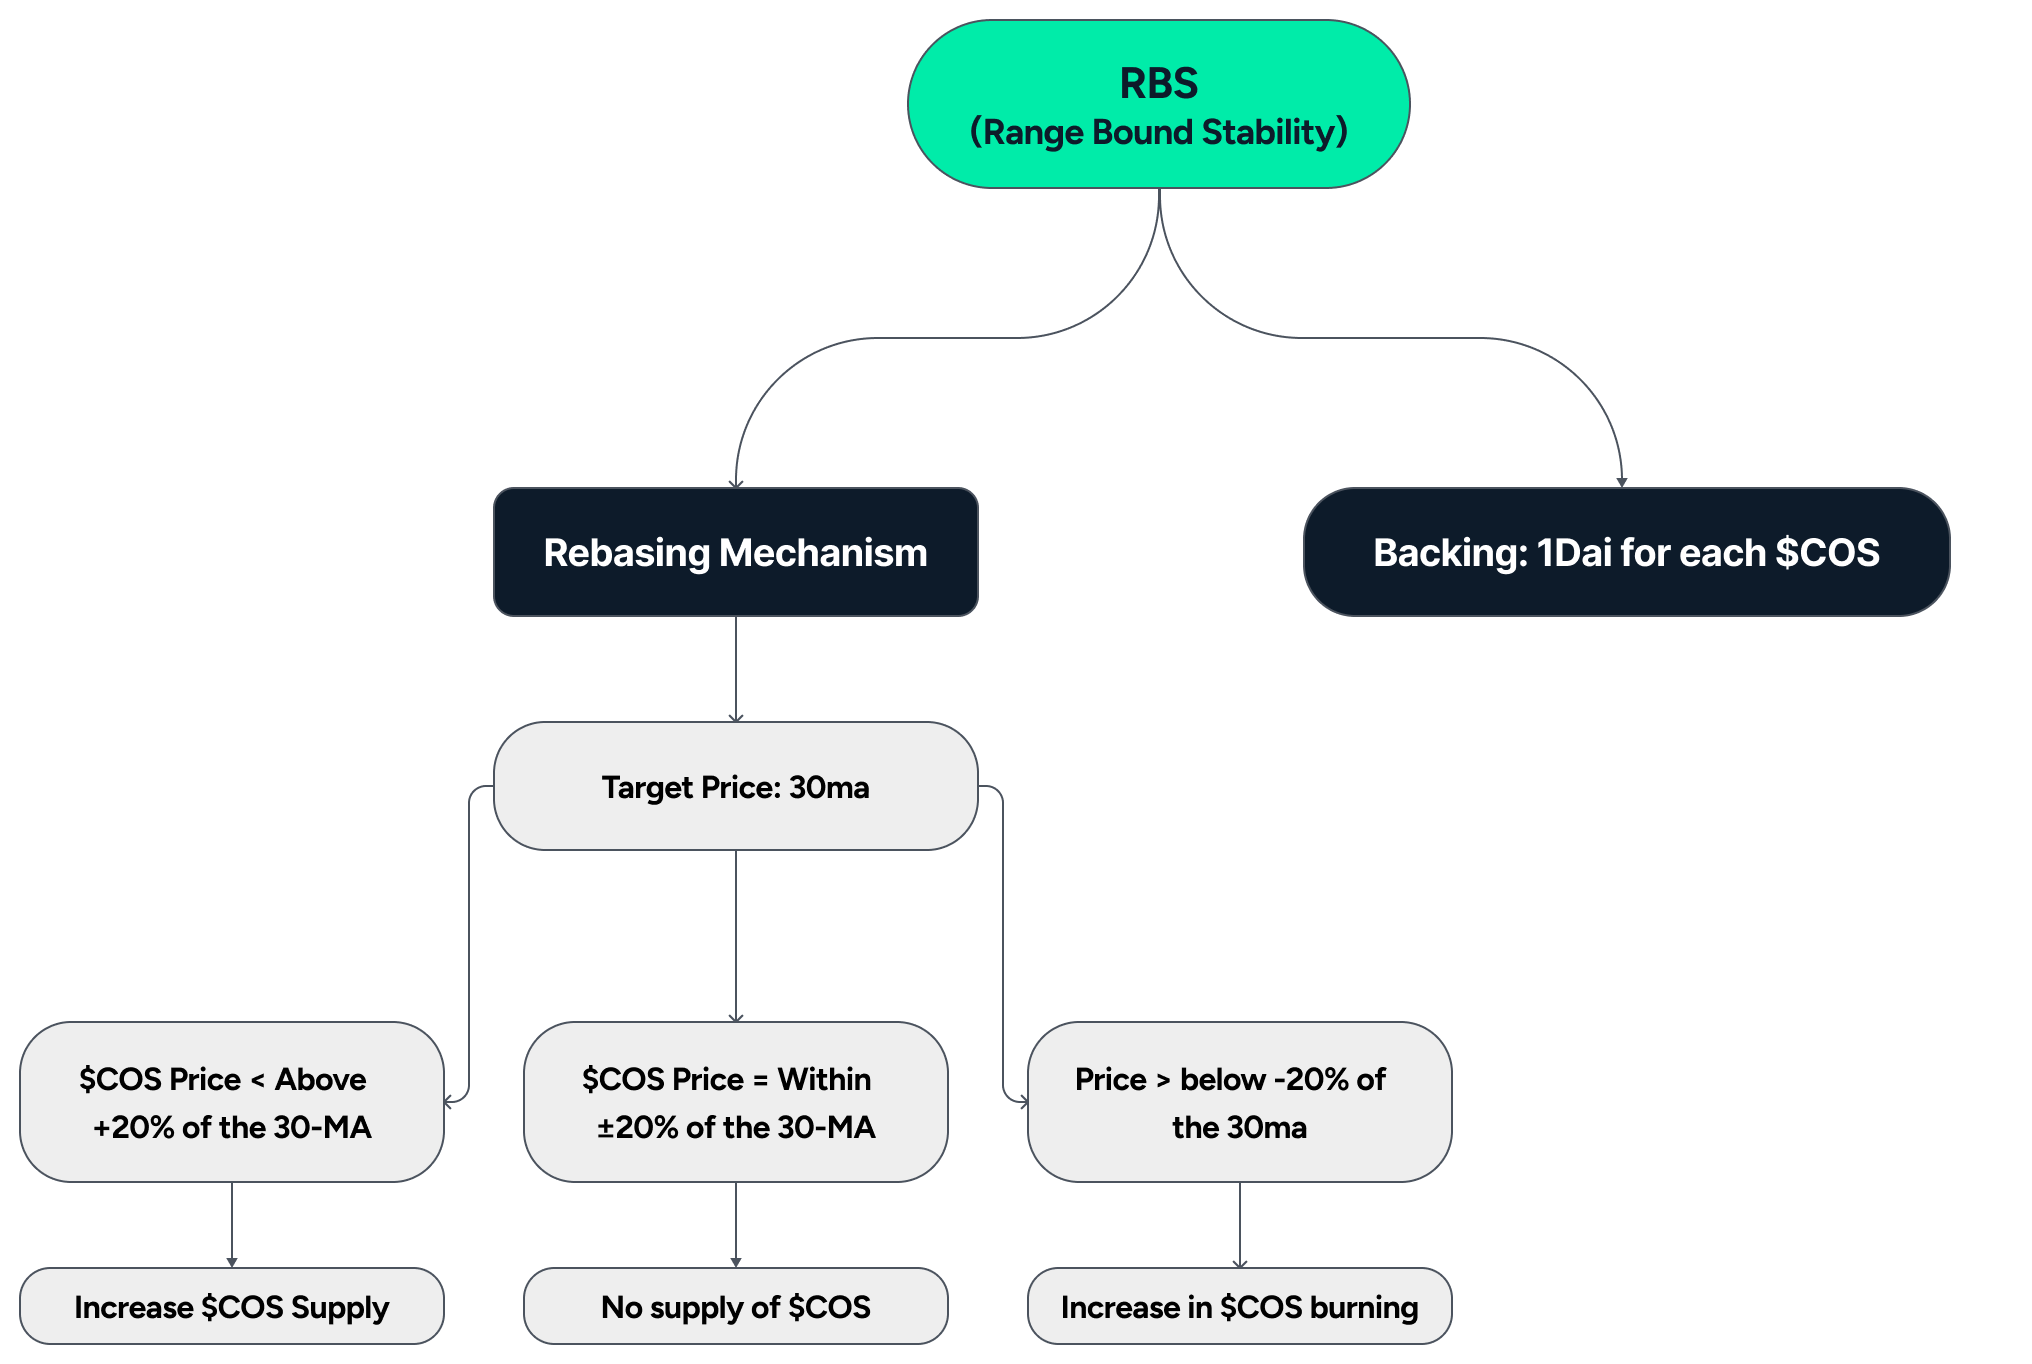 RBS
(Range Bound Stability)
Rebasing Mechanism
Backing: 1Dai for each $COS
Target Price: 30ma
$COS Price < Above
+20% of the 30-MA
$COS Price = Within
±20% of the 30-MA
Price > below -20% of
the 30ma
Increase $COS Supply
No supply of $COS
Increase in $COS burning